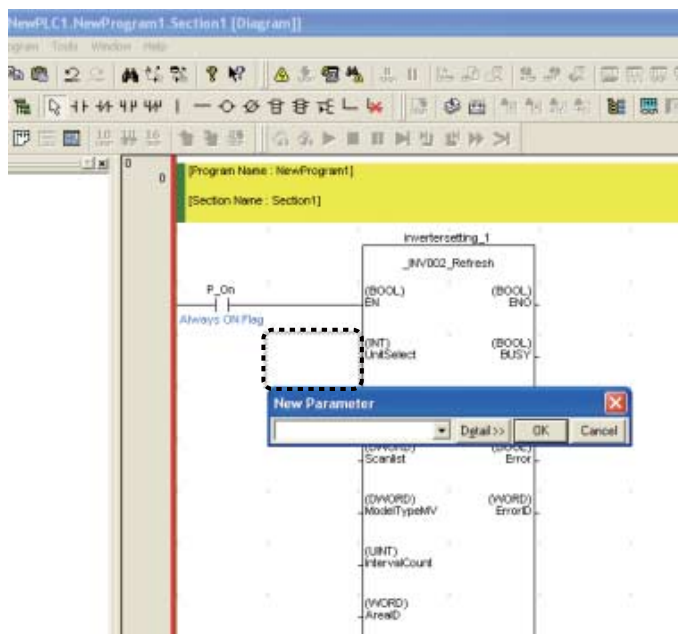 NewPLC1.NewProgram1.Section1 [Diagram]]
Tools Window Help
0
0
[Program Name : NewProgram1]
[Section Name : Section1]
invertersetting_1
_INV002_Refresh
P_On
(BOOL) (BOOL)
EN ENO
Always ON Flag
(INT) (BOOL)
UnitSelect BUSY
New Parameter
Detail>> OK Cancel
(DWORD) (BOOL)
Scanlist Error
(DWORD) (WORD)
ModelTypeMV ErrorID
(UINT)
IntervalCount
(WORD)
AreaID